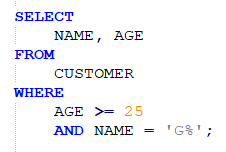 SELECT
NAME, AGE
FROM
CUSTOMER
WHERE
AGE >= 25
AND NAME = 'G%';